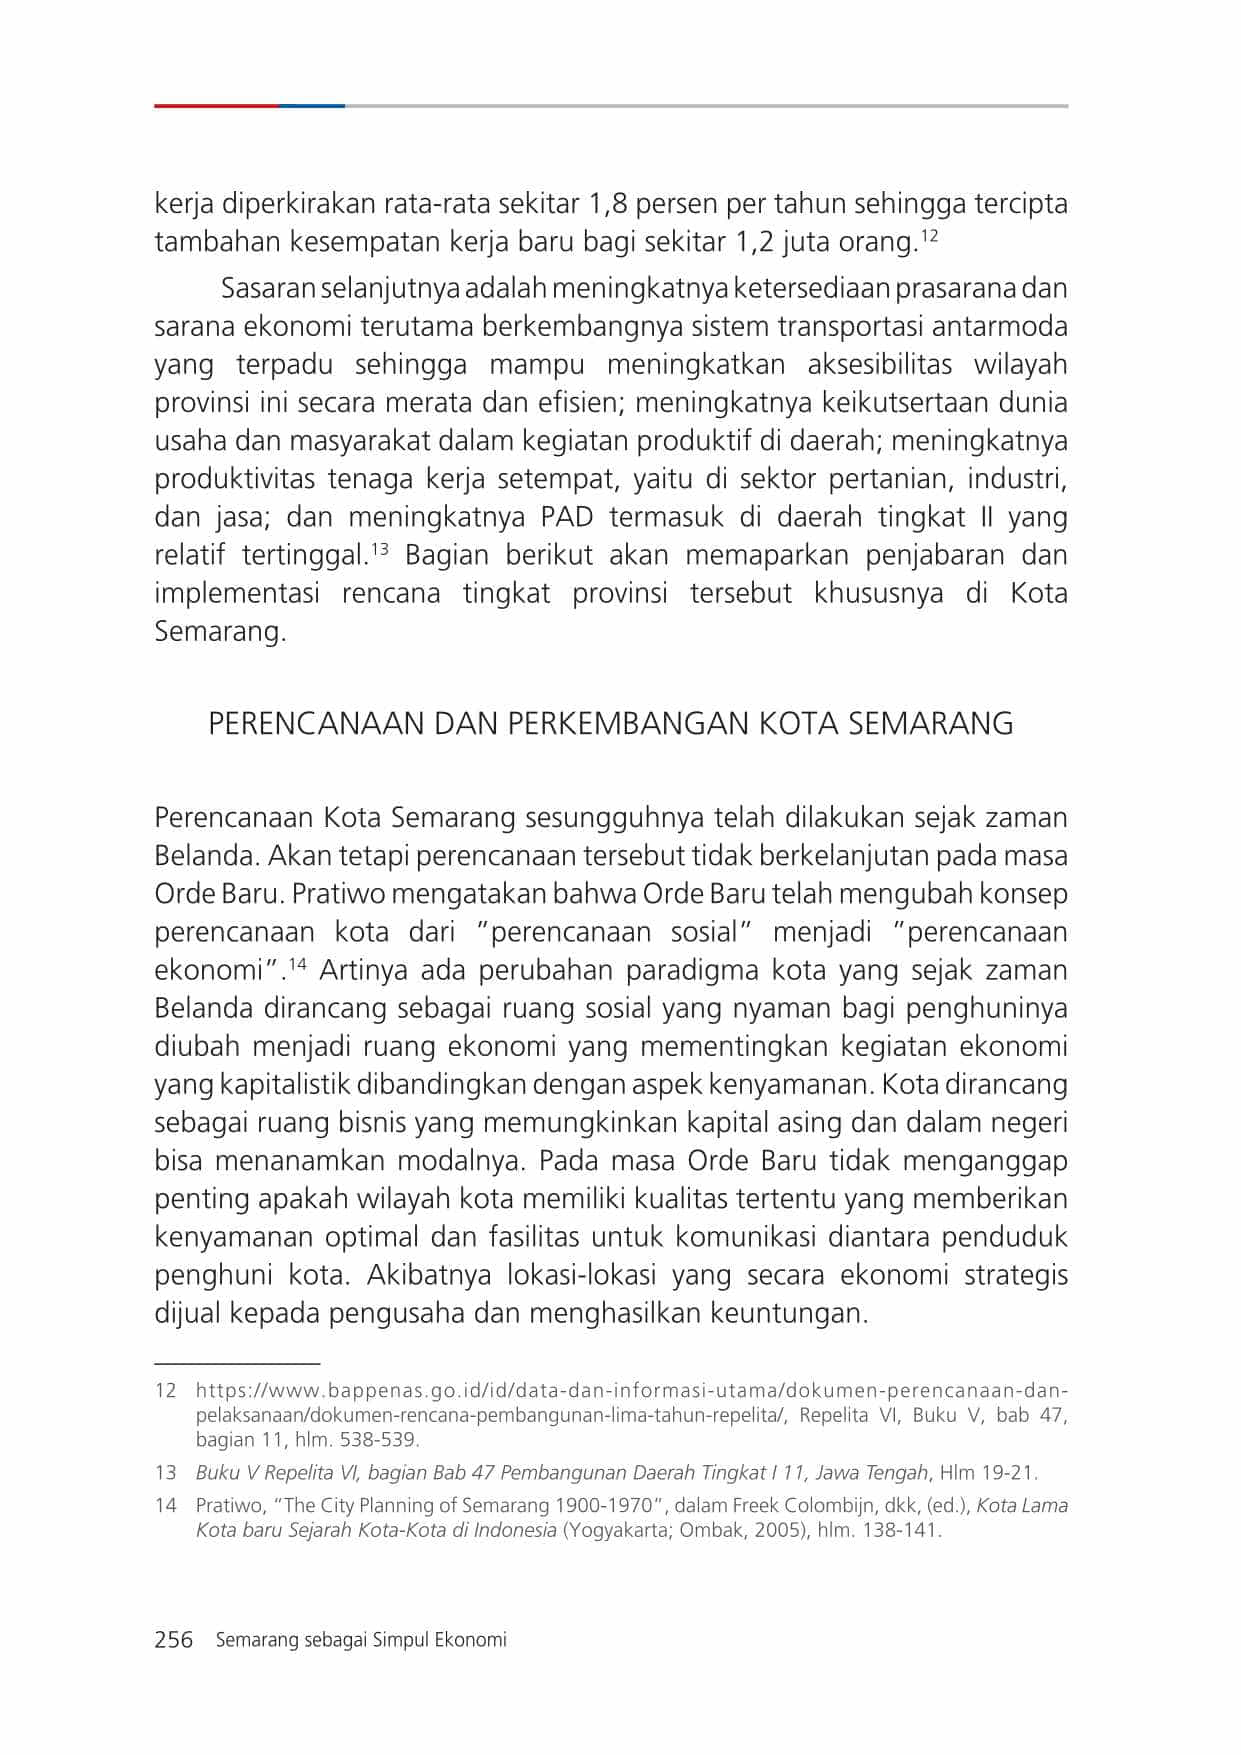 kerja diperkirakan rata-rata sekitar 1,8 persen per tahun sehingga tercipta
tambahan kesempatan kerja baru bagi sekitar 1,2 juta orang.12
Sasaran selanjutnya adalah meningkatnya ketersediaan prasarana dan
sarana ekonomi terutama berkembangnya sistem transportasi antarmoda
yang terpadu sehingga mampu meningkatkan aksesibilitas wilayah
provinsi ini secara merata dan efisien; meningkatnya keikutsertaan dunia
usaha dan masyarakat dalam kegiatan produktif di daerah; meningkatnya
produktivitas tenaga kerja setempat, yaitu di sektor pertanian, industri,
dan jasa; dan meningkatnya PAD termasuk di daerah tingkat II yang
relatif tertinggal.13 Bagian berikut akan memaparkan penjabaran dan
implementasi rencana tingkat provinsi tersebut khususnya di Kota
Semarang.
PERENCANAAN DAN PERKEMBANGAN KOTA SEMARANG
Perencanaan Kota Semarang sesungguhnya telah dilakukan sejak zaman
Belanda. Akan tetapi perencanaan tersebut tidak berkelanjutan pada masa
Orde Baru. Pratiwo mengatakan bahwa Orde Baru telah mengubah konsep
perencanaan kota dari ”perencanaan sosial” menjadi ”perencanaan
ekonomi”.14 Artinya ada perubahan paradigma kota yang sejak zaman
Belanda dirancang sebagai ruang sosial yang nyaman bagi penghuninya
diubah menjadi ruang ekonomi yang mementingkan kegiatan ekonomi
yang kapitalistik dibandingkan dengan aspek kenyamanan. Kota dirancang
sebagai ruang bisnis yang memungkinkan kapital asing dan dalam negeri
bisa menanamkan modalnya. Pada masa Orde Baru tidak menganggap
penting apakah wilayah kota memiliki kualitas tertentu yang memberikan
kenyamanan optimal dan fasilitas untuk komunikasi diantara penduduk
penghuni kota. Akibatnya lokasi-lokasi yang secara ekonomi strategis
dijual kepada pengusaha dan menghasilkan keuntungan.
12 https://www.bappenas.go.id/id/data-dan-informasi-utama/dokumen-perencanaan-dan-
pelaksanaan/dokumen-rencana-pembangunan-lima-tahun-repelita/, Repelita VI, Buku V, bab 47,
bagian 11, hlm. 538-539.
13 Buku V Repelita VI, bagian Bab 47 Pembangunan Daerah Tingkat I 11, Jawa Tengah, Hlm 19-21.
14 Pratiwo, “The City Planning of Semarang 1900-1970”, dalam Freek Colombijn, dkk, (ed.), Kota Lama
Kota baru Sejarah Kota-Kota di Indonesia (Yogyakarta; Ombak, 2005), hlm. 138-141.
256 Semarang sebagai Simpul Ekonomi